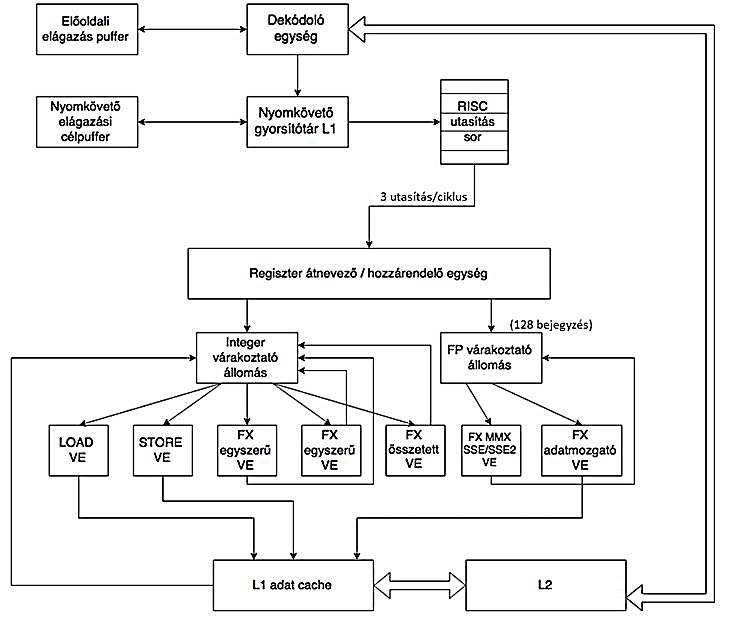 Előoldali
elágazás puffer
Dekódoló
egység
Nyomkövető
elágazási
célpuffer
Nyomkövető
gyorsítótár L1
RISC
utasítás
sor
3 utasítás/ciklus
Regiszter átnevező / hozzárendelő egység
(128 bejegyzés)
Integer
várakoztató
állomás
FP várakoztató
állomás
LOAD
VE
STORE
VE
FX
egyszerű
VE
FX
egyszerű
VE
FX
összetett
VE
FX MMX
SSE/SSE2
VE
FX
adatmozgató
VE
L1 adat cache
L2